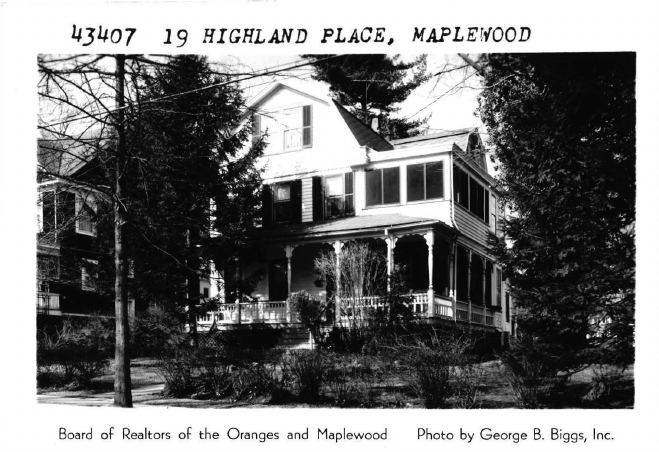 43407 19 HIGHLAND PLACE, MAPLEWOOD
Board of Realtors of the Oranges and Maplewood Photo by George B. Biggs, Inc.